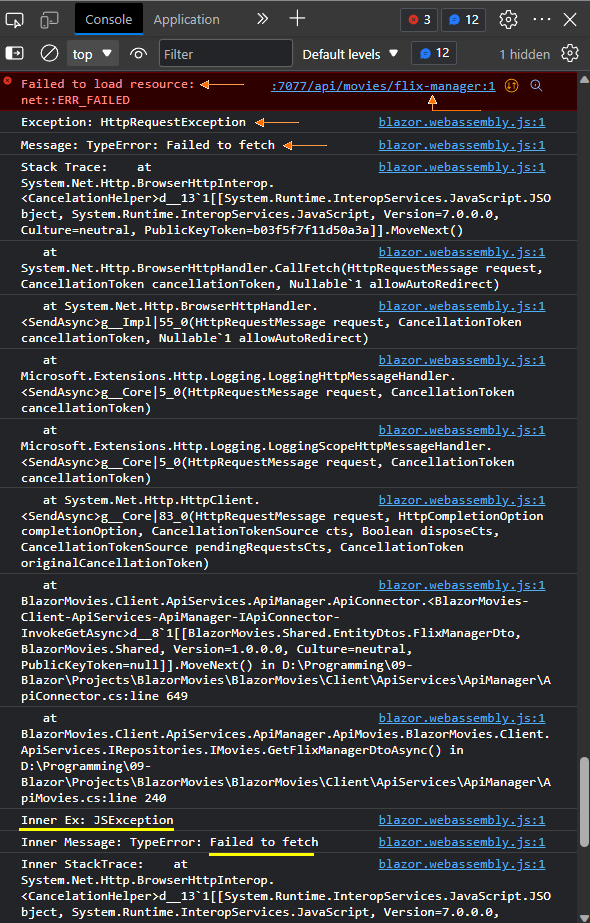 Console Application 3 12
top Filter Default levels 12 1 hidden
Failed to load resource: :7077/api/movies/flix-manager:1
net::ERR_FAILED
Exception: HttpRequestException blazor.webassembly.js:1
Message: TypeError: Failed to fetch blazor.webassembly.js:1
Stack Trace:    at blazor.webassembly.js:1
System.Net.Http.BrowserHttpInterop.
<CancelationHelper>d__13`1[[System.Runtime.InteropServices.JavaScript.JSO
bject, System.Runtime.InteropServices.JavaScript, Version=7.0.0.0,
Culture=neutral, PublicKeyToken=b03f5f7f11d50a3a]].MoveNext()
at blazor.webassembly.js:1
System.Net.Http.BrowserHttpHandler.CallFetch(HttpRequestMessage request,
CancellationToken cancellationToken, Nullable`1 allowAutoRedirect)
at System.Net.Http.BrowserHttpHandler. blazor.webassembly.js:1
<SendAsync>g__Impl|55_0(HttpRequestMessage request, CancellationToken
cancellationToken, Nullable`1 allowAutoRedirect)
at blazor.webassembly.js:1
Microsoft.Extensions.Http.Logging.LoggingHttpMessageHandler.
<SendAsync>g__Core|5_0(HttpRequestMessage request, CancellationToken
cancellationToken)
at blazor.webassembly.js:1
Microsoft.Extensions.Http.Logging.LoggingScopeHttpMessageHandler.
<SendAsync>g__Core|5_0(HttpRequestMessage request, CancellationToken
cancellationToken)
at System.Net.Http.HttpClient. blazor.webassembly.js:1
<SendAsync>g__Core|83_0(HttpRequestMessage request, HttpCompletionOption
completionOption, CancellationTokenSource cts, Boolean disposeCts,
CancellationTokenSource pendingRequestsCts, CancellationToken
originalCancellationToken)
at blazor.webassembly.js:1
BlazorMovies.Client.ApiServices.ApiManager.ApiConnector.<BlazorMovies-
Client-ApiServices-ApiManager-IApiConnector-
InvokeGetAsync>d__8`1[[BlazorMovies.Shared.EntityDtos.FlixManagerDto,
BlazorMovies.Shared, Version=1.0.0.0, Culture=neutral,
PublicKeyToken=null]].MoveNext() in D:\Programming\09-
Blazor\Projects\BlazorMovies\BlazorMovies\Client\ApiServices\ApiManager\A
piConnector.cs:line 649
at blazor.webassembly.js:1
BlazorMovies.Client.ApiServices.ApiManager.ApiMovies.BlazorMovies.Client.
ApiServices.IRepositories.IMovies.GetFlixManagerDtoAsync() in
D:\Programming\09-
Blazor\Projects\BlazorMovies\BlazorMovies\Client\ApiServices\ApiManager\A
piMovies.cs:line 240
Inner Ex: JSException blazor.webassembly.js:1
Inner Message: TypeError: Failed to fetch blazor.webassembly.js:1
Inner StackTrace:    at blazor.webassembly.js:1
System.Net.Http.BrowserHttpInterop.
<CancelationHelper>d__13`1[[System.Runtime.InteropServices.JavaScript.JSO
bject, System.Runtime.InteropServices.JavaScript, Version=7.0.0.0,